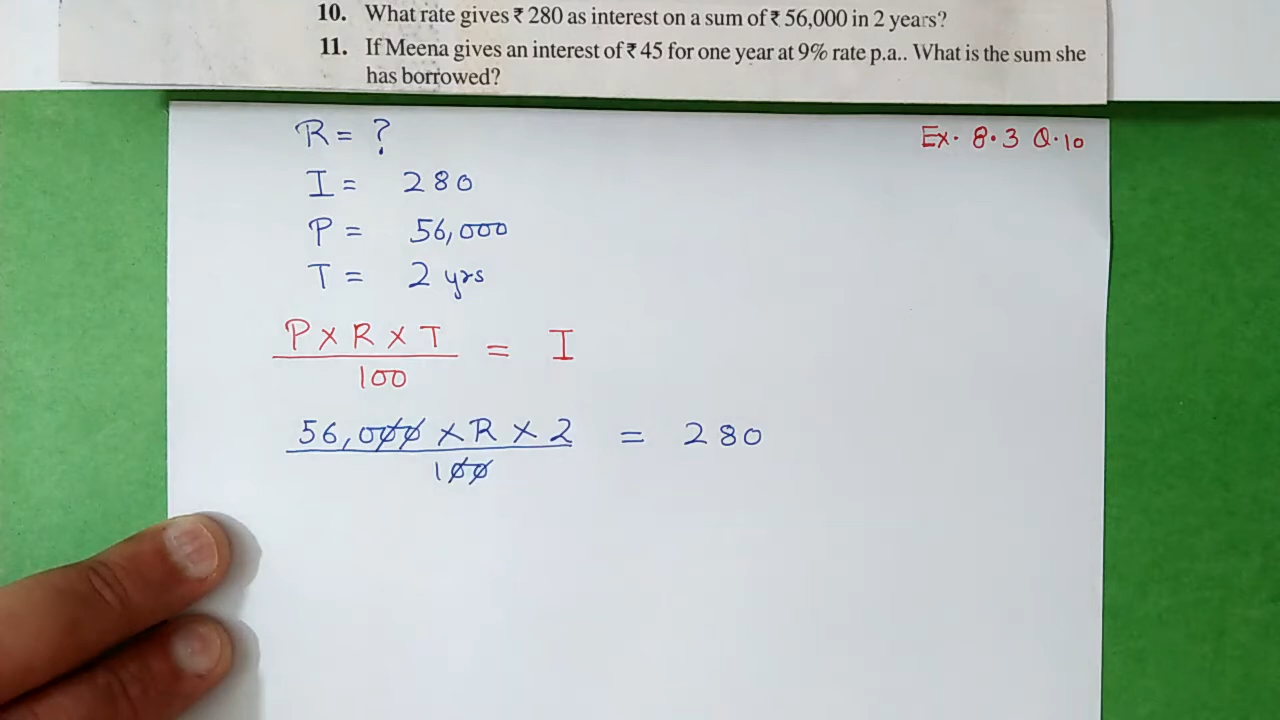 10. What rate gives ₹ 280 as interest on a sum of ₹ 56,000 in 2 years?
11. If Meena gives an interest of ₹ 45 for one year at 9% rate p.a.. What is the sum she
has borrowed?
Ex. 8.3 Q.10
R = ?
I = 280
P = 56,000
T = 2 yrs
P × R × T = I
100
56,000 × R × 2 = 280
100